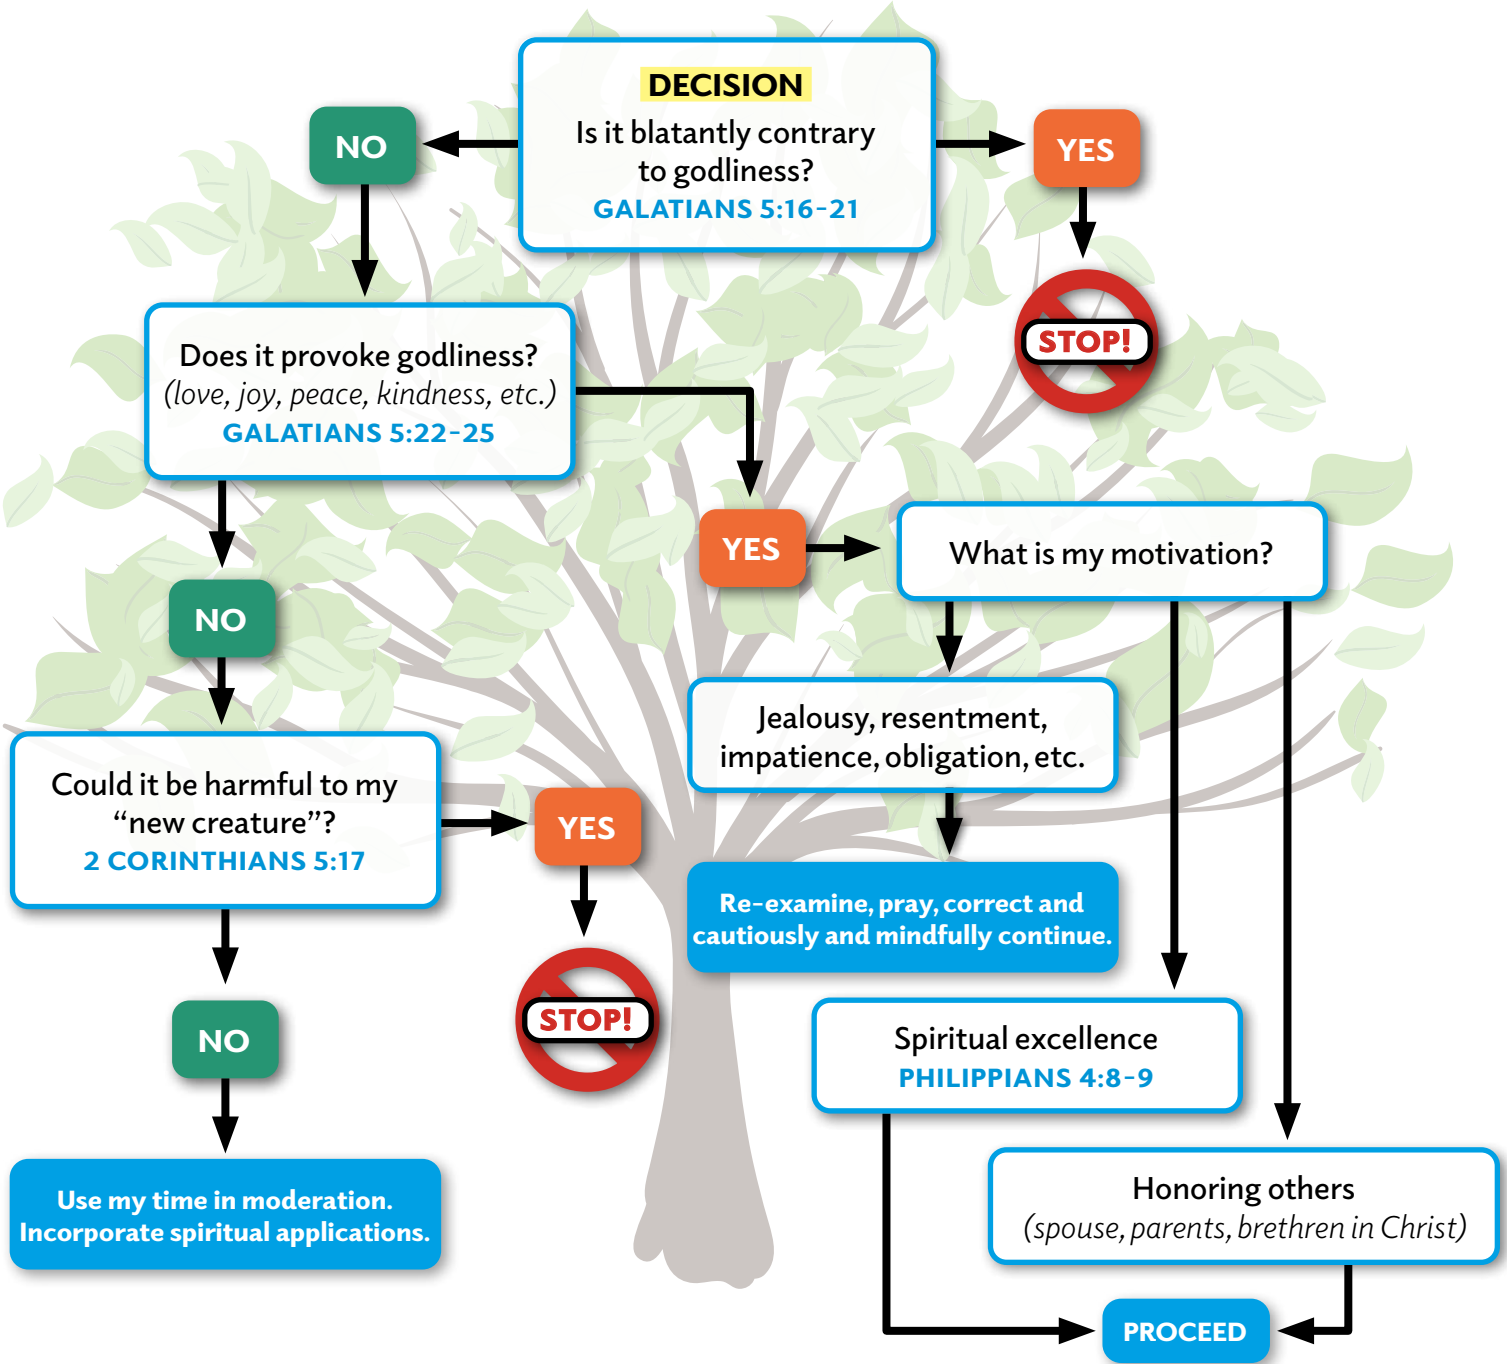 DECISION
Is it blatantly contrary
to godliness?
GALATIANS 5:16-21
NO
YES
STOP!
Does it provoke godliness?
(love, joy, peace, kindness, etc.)
GALATIANS 5:22-25
YES
What is my motivation?
NO
Jealousy, resentment,
impatience, obligation, etc.
Could it be harmful to my
“new creature”?
2 CORINTHIANS 5:17
YES
Re-examine, pray, correct and
cautiously and mindfully continue.
STOP!
NO
Spiritual excellence
PHILIPPIANS 4:8-9
Use my time in moderation.
Incorporate spiritual applications.
Honoring others
(spouse, parents, brethren in Christ)
PROCEED